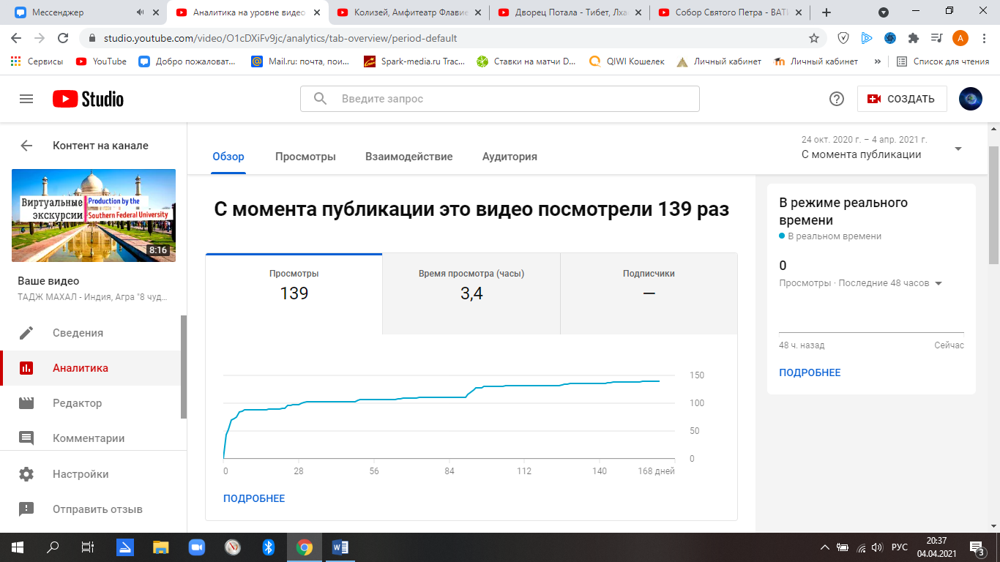 Мессенджер
Аналитика на уровне видео
Колизей, Амфитеатр Флавие
Дворец Потала - Тибет, Лха
Собор Святого Петра - ВАТИ
studio.youtube.com/video/O1cDXiFv9jc/analytics/tab-overview/period-default
А
Сервисы
YouTube
Добро пожаловат...
Mail.ru: почта, пои...
Spark-media.ru Trac...
Ставки на матчи D...
QIWI Кошелек
Личный кабинет
Личный кабинет
»
Список для чтения
Studio
Введите запрос
СОЗДАТЬ
Контент на канале
Виртуальные
экскурсии
Production by the
Southern Federal University
8:16
Ваше видео
ТАДЖ МАХАЛ - Индия, Агра "8 чуд...
Сведения
Аналитика
Редактор
Комментарии
Настройки
Отправить отзыв
Обзор
Просмотры
Взаимодействие
Аудитория
24 окт. 2020 г. – 4 апр. 2021 г.
С момента публикации
С момента публикации это видео посмотрели 139 раз
Просмотры
139
Время просмотра (часы)
3,4
Подписчики
—
150
100
50
0
0
28
56
84
112
140
168 дней
ПОДРОБНЕЕ
В режиме реального
времени
В реальном времени
0
Просмотры · Последние 48 часов
48 ч. назад
Сейчас
ПОДРОБНЕЕ
РУС
20:37
04.04.2021
3